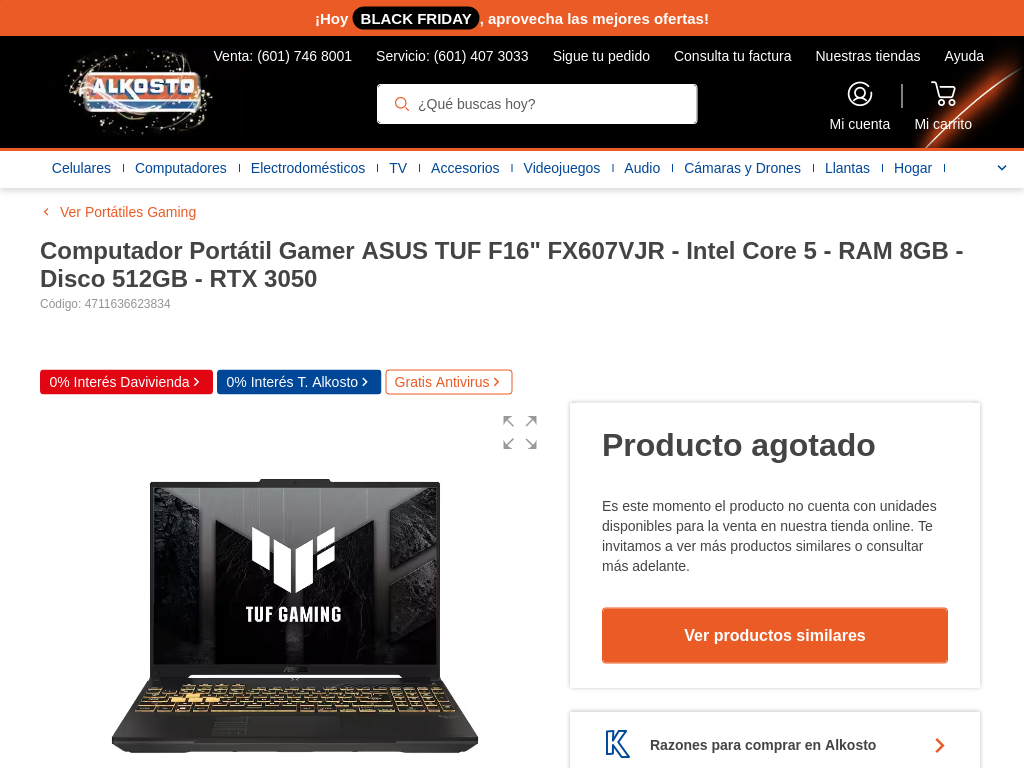 ¡Hoy BLACK FRIDAY , aprovecha las mejores ofertas!
Venta: (601) 746 8001 Servicio: (601) 407 3033 Sigue tu pedido Consulta tu factura Nuestras tiendas Ayuda
ALKOSTO
¿Qué buscas hoy?
Mi cuenta Mi carrito
Celulares Computadores Electrodomésticos TV Accesorios Videojuegos Audio Cámaras y Drones Llantas Hogar
Ver Portátiles Gaming
Computador Portátil Gamer ASUS TUF F16" FX607VJR - Intel Core 5 - RAM 8GB -
Disco 512GB - RTX 3050
Código: 4711636623834
0% Interés Davivienda 0% Interés T. Alkosto Gratis Antivirus
Producto agotado
Es este momento el producto no cuenta con unidades
disponibles para la venta en nuestra tienda online. Te
invitamos a ver más productos similares o consultar
más adelante.
TUF GAMING
Ver productos similares
K Razones para comprar en Alkosto